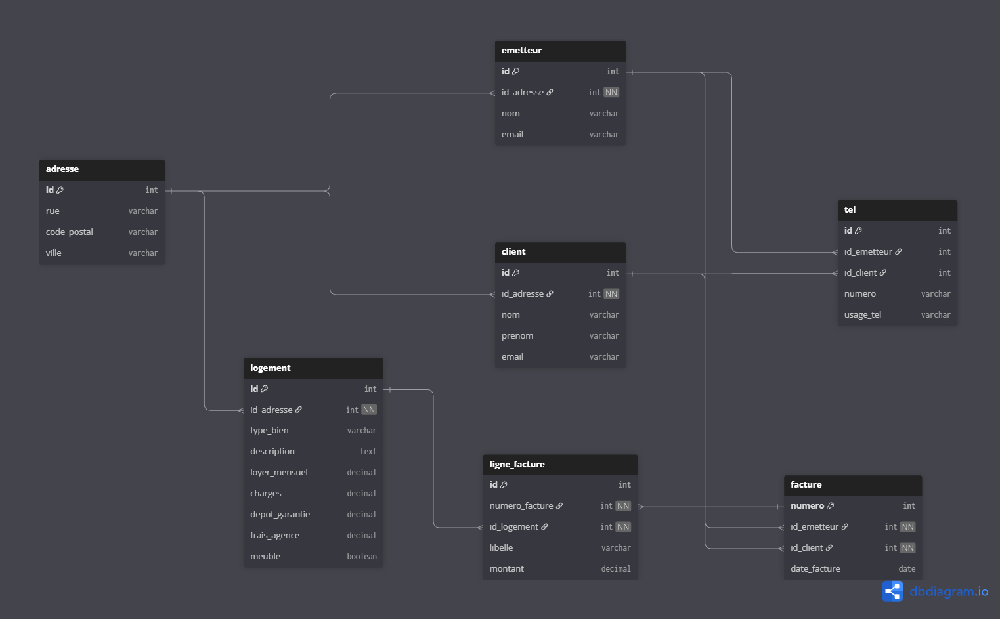 emetteur
id int
id_adresse int NN
nom varchar
email varchar
adresse
id int
rue varchar
code_postal varchar
ville varchar
tel
id int
id_emetteur int
id_client int
numero varchar
usage_tel varchar
client
id int
id_adresse int NN
nom varchar
prenom varchar
email varchar
logement
id int
id_adresse int NN
type_bien varchar
description text
loyer_mensuel decimal
charges decimal
depot_garantie decimal
frais_agence decimal
meuble boolean
ligne_facture
id int
numero_facture int NN
id_logement int NN
libelle varchar
montant decimal
facture
numero int
id_emetteur int NN
id_client int NN
date_facture date
dbdiagram.io